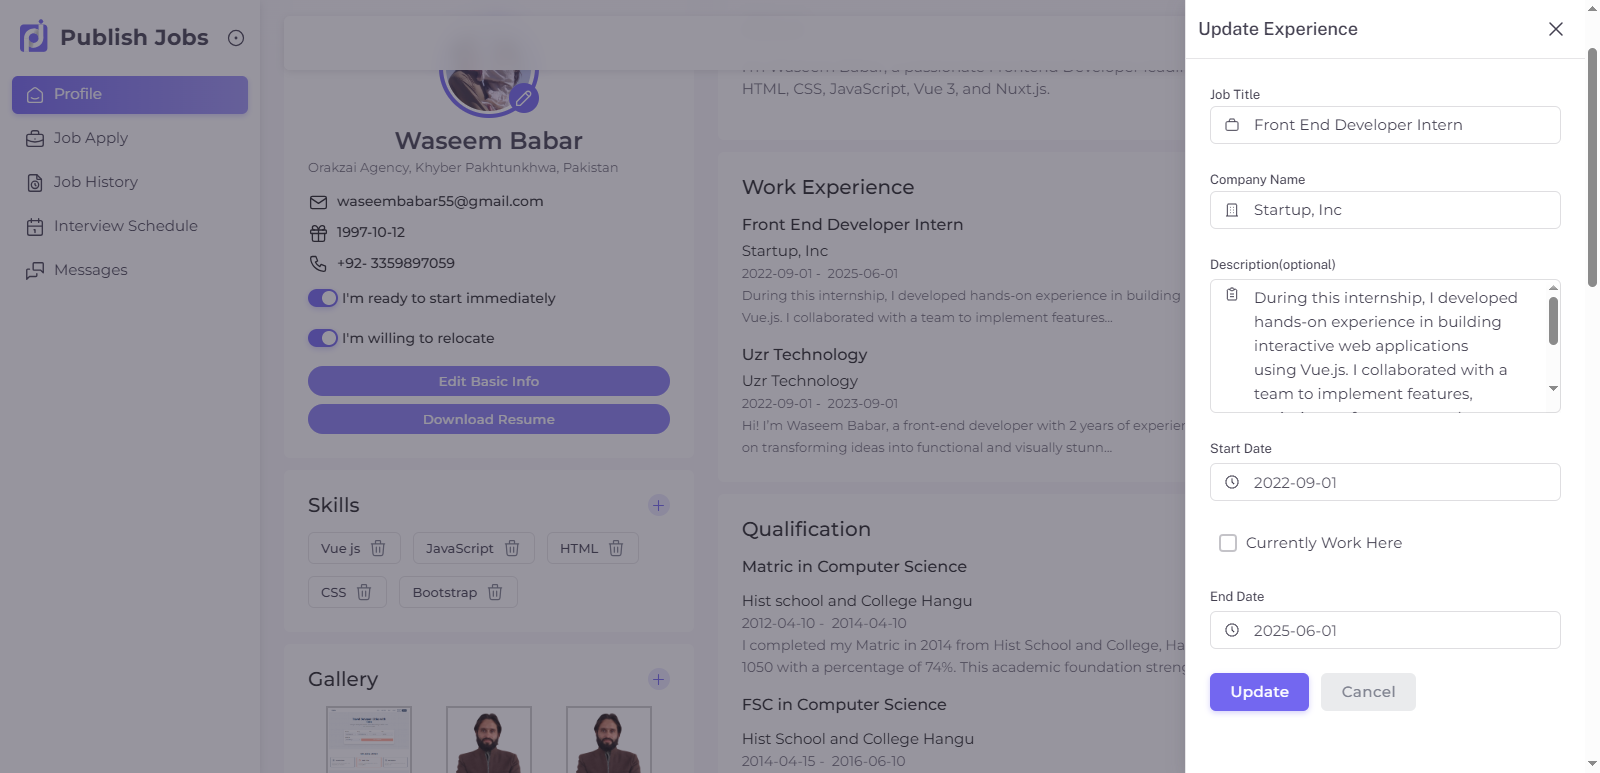 Publish Jobs
Profile
Job Apply
Job History
Interview Schedule
Messages
Waseem Babar
Orakzai Agency, Khyber Pakhtunkhwa, Pakistan
waseembabar55@gmail.com
1997-10-12
+92- 3359897059
I'm ready to start immediately
I'm willing to relocate
Edit Basic Info
Download Resume
Skills
Vue js
JavaScript
HTML
CSS
Bootstrap
Gallery
HTML, CSS, JavaScript, Vue 3, and Nuxt.js.
Work Experience
Front End Developer Intern
Startup, Inc
2022-09-01 - 2025-06-01
During this internship, I developed hands-on experience in building
Vue.js. I collaborated with a team to implement features...
Uzr Technology
Uzr Technology
2022-09-01 - 2023-09-01
Hi! I'm Waseem Babar, a front-end developer with 2 years of experien
on transforming ideas into functional and visually stunn...
Qualification
Matric in Computer Science
Hist school and College Hangu
2012-04-10 - 2014-04-10
I completed my Matric in 2014 from Hist School and College, Ha
1050 with a percentage of 74%. This academic foundation streng
FSC in Computer Science
Hist School and College Hangu
2014-04-15 - 2016-06-10
Update Experience
Job Title
Front End Developer Intern
Company Name
Startup, Inc
Description(optional)
During this internship, I developed
hands-on experience in building
interactive web applications
using Vue.js. I collaborated with a
team to implement features,
Start Date
2022-09-01
Currently Work Here
End Date
2025-06-01
Update
Cancel